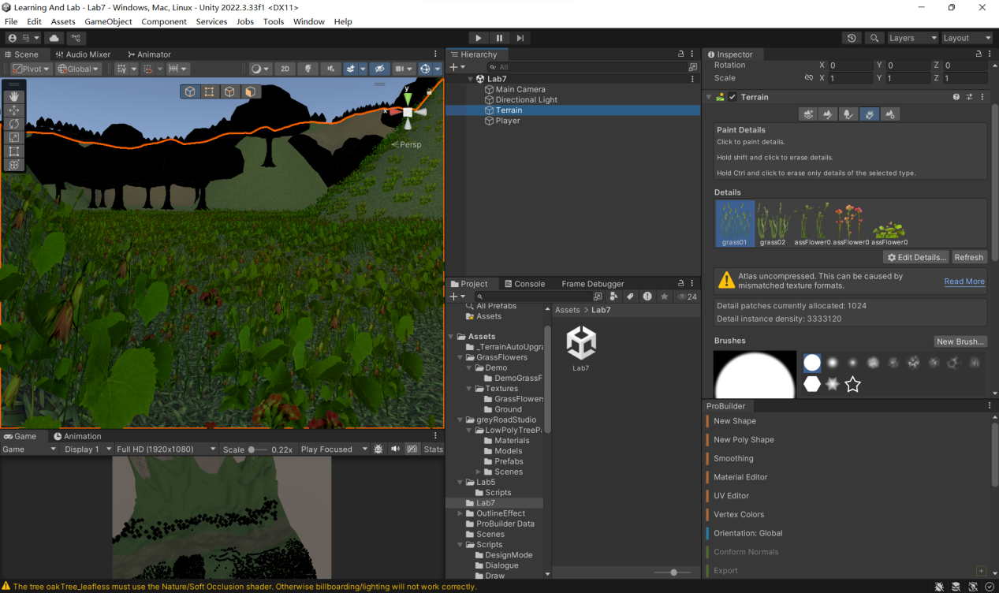 Learning And Lab - Lab7 - Windows, Mac, Linux - Unity 2022.3.33f1 <DX11>
File Edit Assets GameObject Component Services Jobs Tools Window Help
马
Layers Layout
Scene Audio Mixer Animator
Pivot Global 2D
y
x
Persp
Hierarchy
All
Lab7
Main Camera
Directional Light
Terrain
Player
Inspector
Rotation X 0 Y 0 Z 0
Scale X 1 Y 1 Z 1
Terrain
Paint Details
Click to paint details.
Hold shift and click to erase details.
Hold Ctrl and click to erase only details of the selected type.
Details
grass01 grass02 assFlower0 assFlower0 assFlower0
Edit Details... Refresh
Atlas uncompressed. This can be caused by
mismatched texture formats.
Read More
Detail patches currently allocated: 1024
Detail instance density: 3333120
Brushes
New Brush...
Project Console Frame Debugger
24
All Prefabs
Assets
Assets
_TerrainAutoUpgra
GrassFlowers
Demo
DemoGrassF
Textures
GrassFlowers
Ground
greyRoadStudio
LowPolyTreePa
Materials
Models
Prefabs
Scenes
Lab5
Scripts
Lab7
OutlineEffect
ProBuilder Data
Scenes
Scripts
DesignMode
Dialogue
Draw
Assets > Lab7
Lab7
ProBuilder
New Shape
New Poly Shape
Smoothing
Material Editor
UV Editor
Vertex Colors
Orientation: Global
Conform Normals
Export
Game Animation
Game Display 1 Full HD (1920x1080) Scale 0.22x Play Focused Stats
The tree oakTree_leafless must use the Nature/Soft Occlusion shader. Otherwise billboarding/lighting will not work correctly.